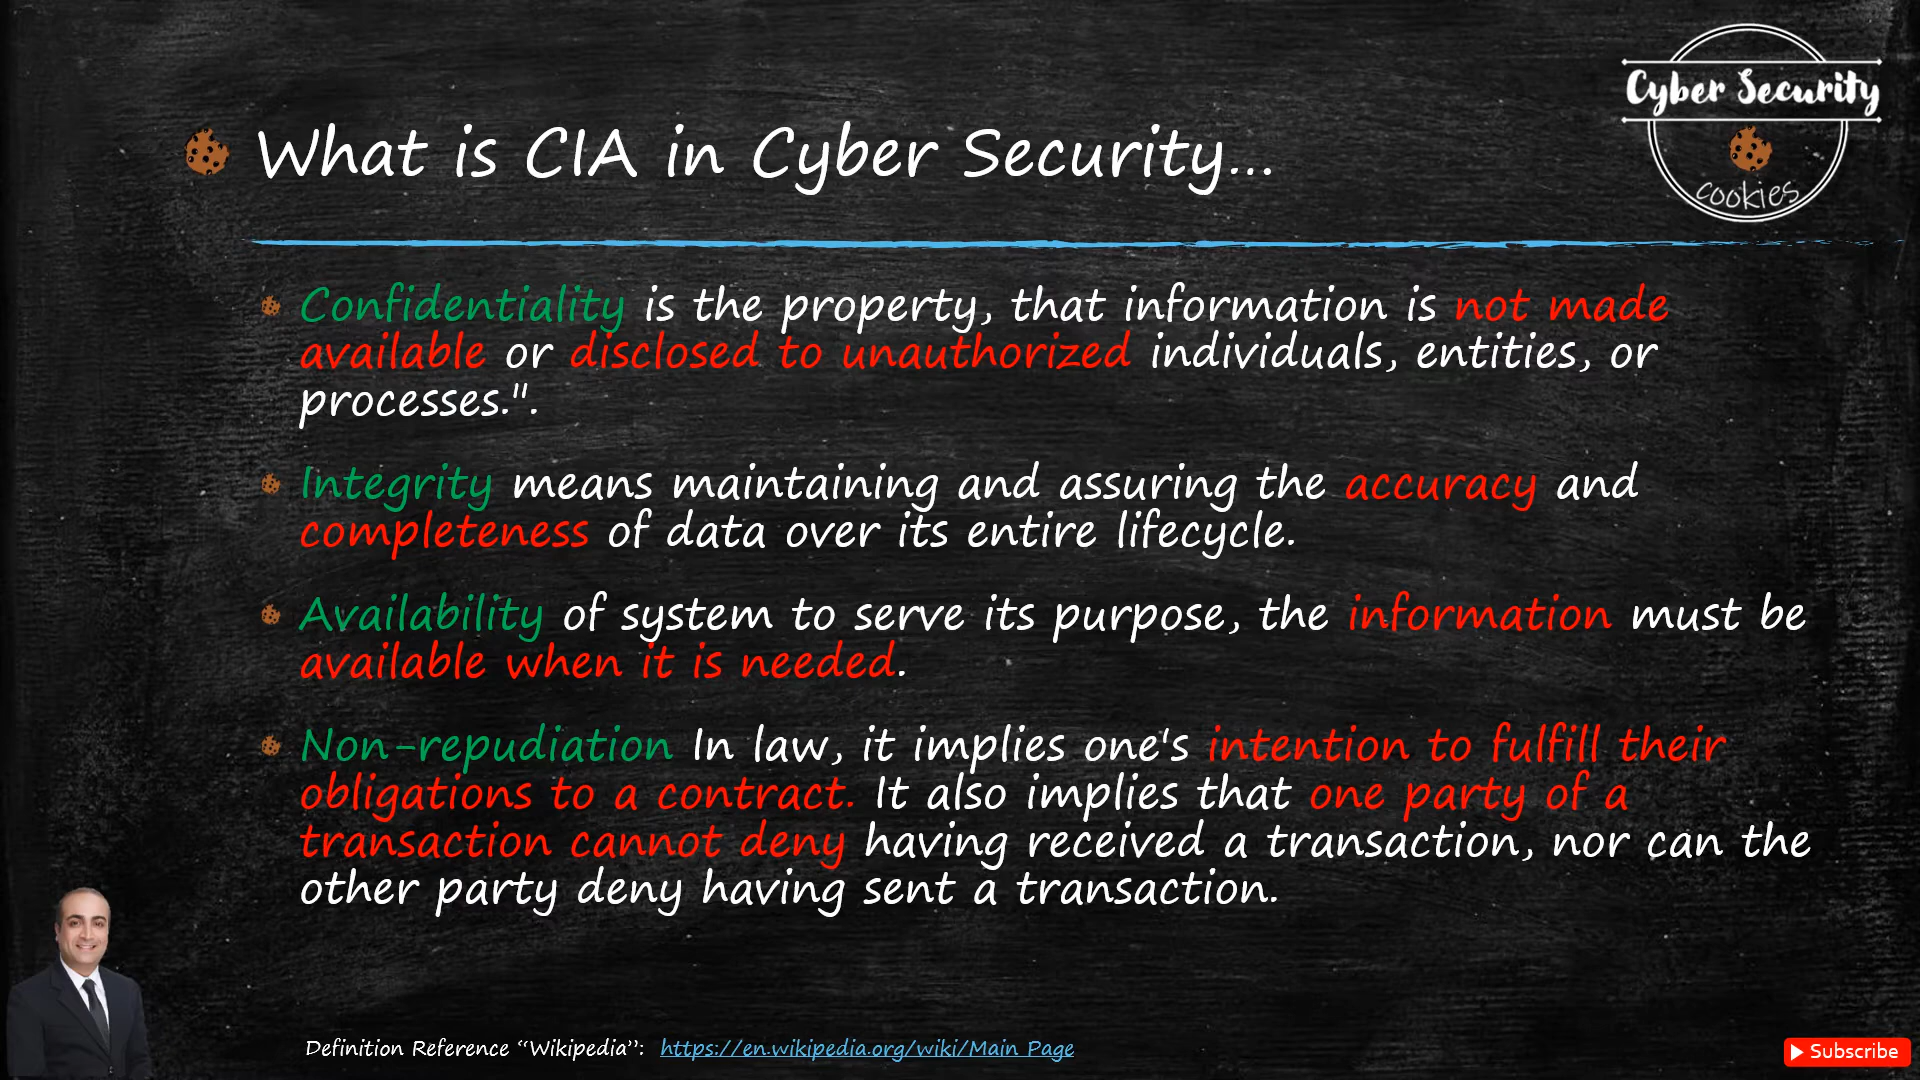 Cyber Security
cookies
What is CIA in Cyber Security...
Confidentiality is the property, that information is not made
available or disclosed to unauthorized individuals, entities, or
processes.".
Integrity means maintaining and assuring the accuracy and
completeness of data over its entire lifecycle.
Availability of system to serve its purpose, the information must be
available when it is needed.
Non-repudiation In law, it implies one's intention to fulfill their
obligations to a contract. It also implies that one party of a
transaction cannot deny having received a transaction, nor can the
other party deny having sent a transaction.
Definition Reference “Wikipedia”: https://en.wikipedia.org/wiki/Main_Page
Subscribe